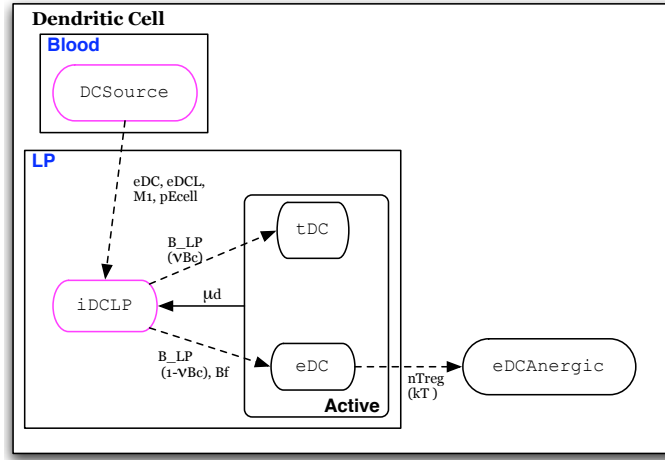 Dendritic Cell
Blood
DCSource
LP
eDC, eDCL,
M1, pEcell
B_LP
(νBc)
tDC
iDCLP
μd
B_LP
(1-νBc), Bf
eDC
Active
nTreg
(kT )
eDCAnergic